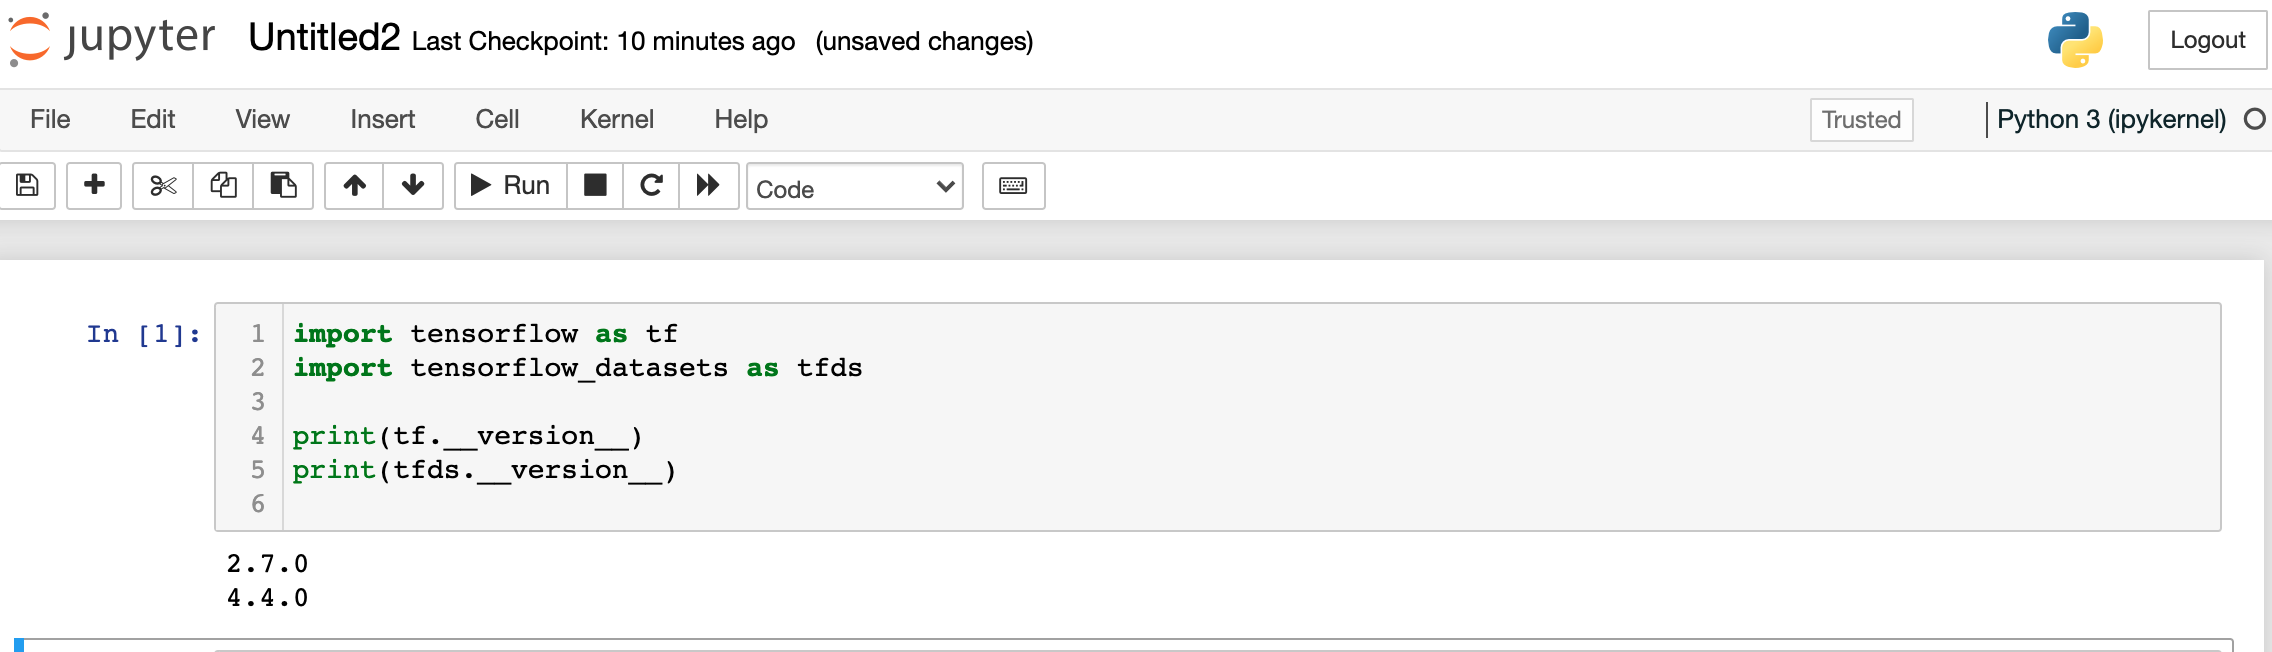 jupyter Untitled2 Last Checkpoint: 10 minutes ago (unsaved changes) Logout
File Edit View Insert Cell Kernel Help Trusted Python 3 (ipykernel)
Run Code
In [1]: 1 import tensorflow as tf
2 import tensorflow_datasets as tfds
3
4 print(tf.__version__)
5 print(tfds.__version__)
6
2.7.0
4.4.0